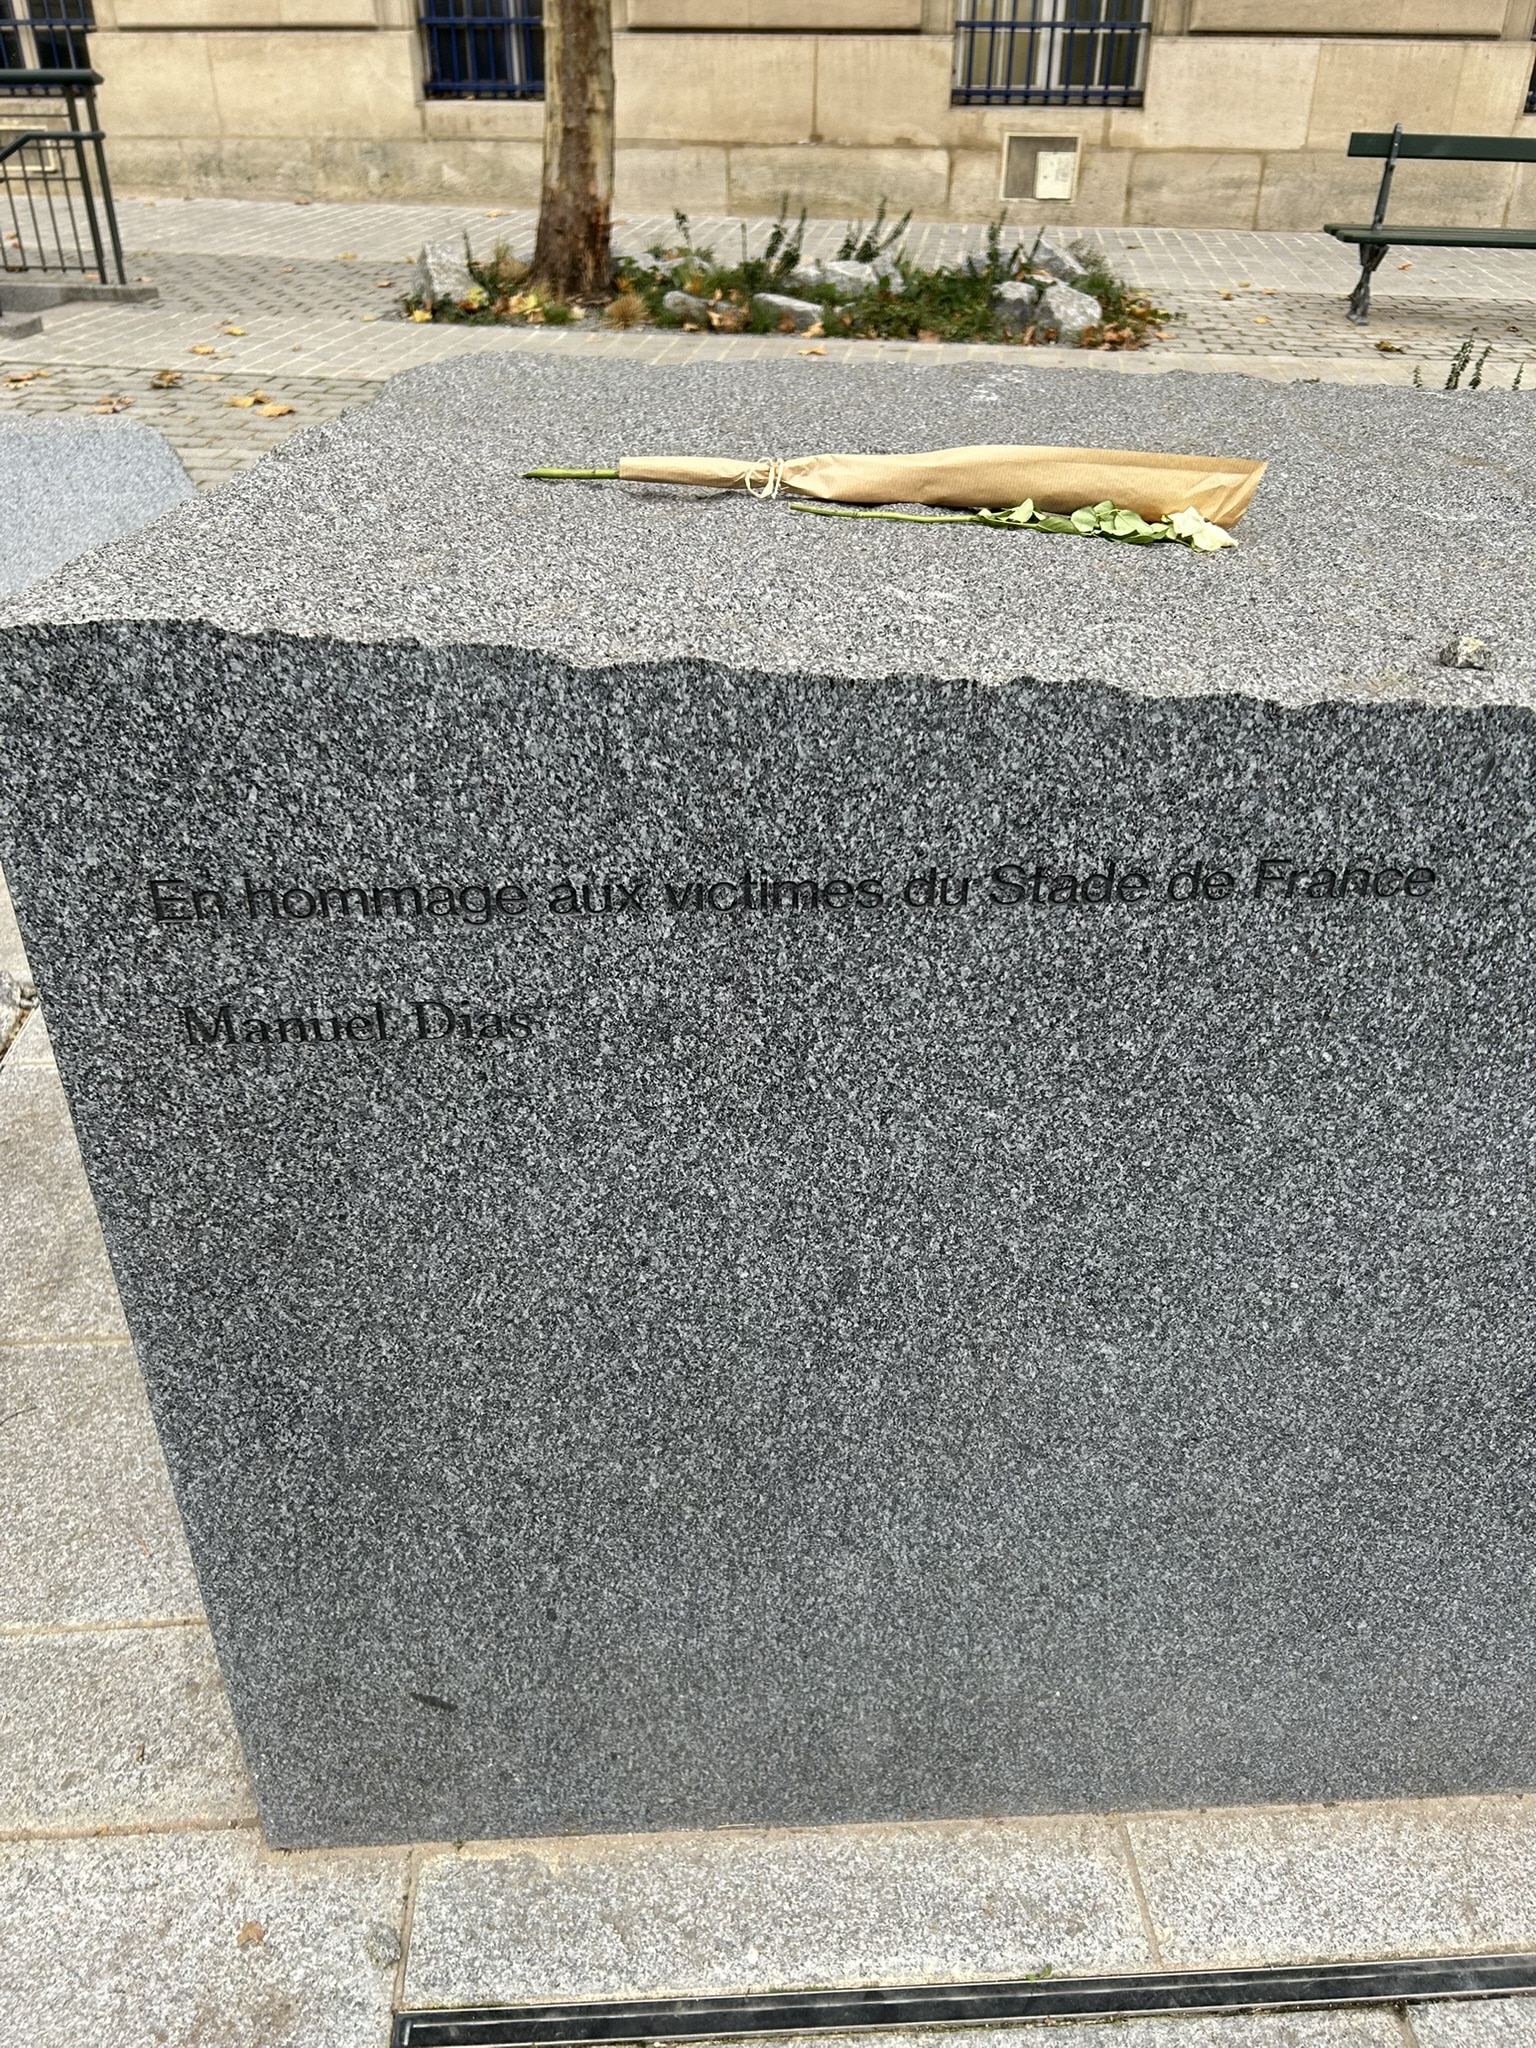 En hommage aux victimes du Stade de France
Manuel Dias